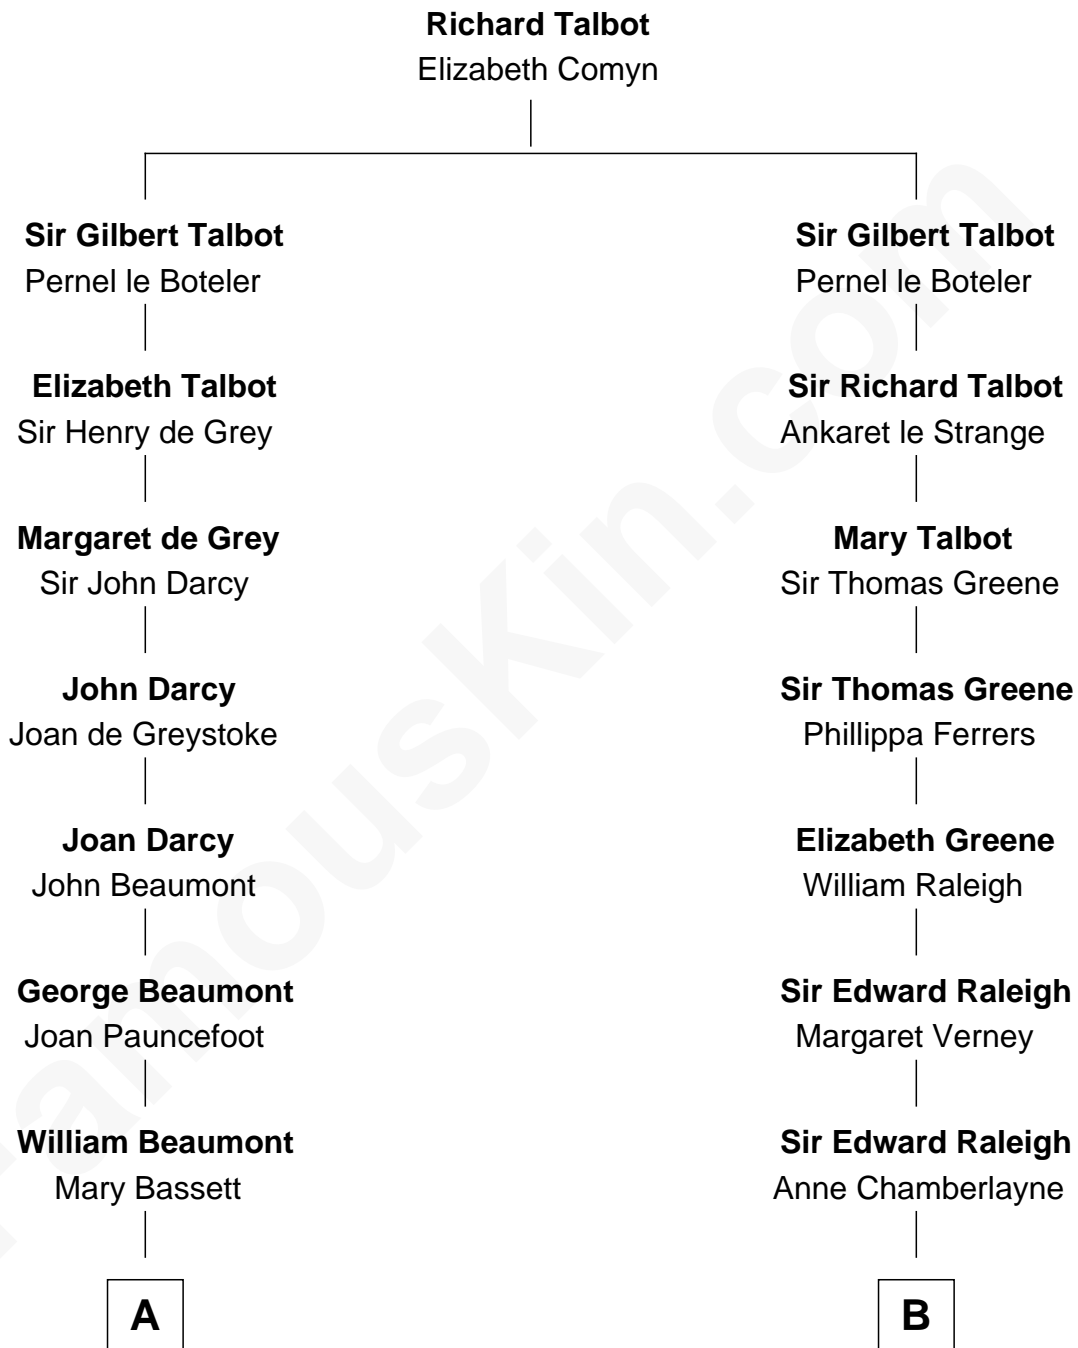 Richard Talbot
Elizabeth Comyn
Sir Gilbert Talbot
Pernel le Boteler
Elizabeth Talbot
Sir Henry de Grey
Margaret de Grey
Sir John Darcy
John Darcy
Joan de Greystoke
Joan Darcy
John Beaumont
George Beaumont
Joan Pauncefoot
William Beaumont
Mary Bassett
A
Sir Gilbert Talbot
Pernel le Boteler
Sir Richard Talbot
Ankaret le Strange
Mary Talbot
Sir Thomas Greene
Sir Thomas Greene
Phillippa Ferrers
Elizabeth Greene
William Raleigh
Sir Edward Raleigh
Margaret Verney
Sir Edward Raleigh
Anne Chamberlayne
B
FamousKin.com